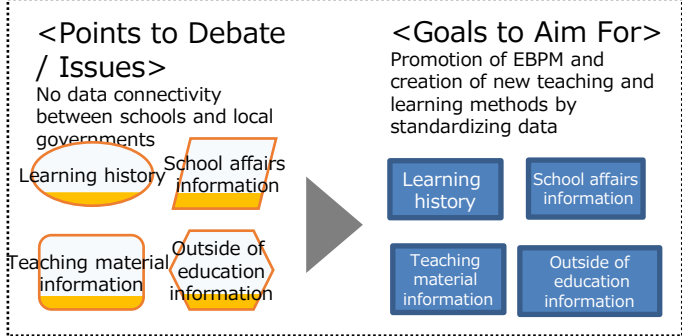 <Points to Debate
/ Issues>
No data connectivity
between schools and local
governments
Learning history
School affairs
information
Teaching material
information
Outside of
education
information
<Goals to Aim For>
Promotion of EBPM and
creation of new teaching and
learning methods by
standardizing data
Learning
history
School affairs
information
Teaching
material
information
Outside of
education
information